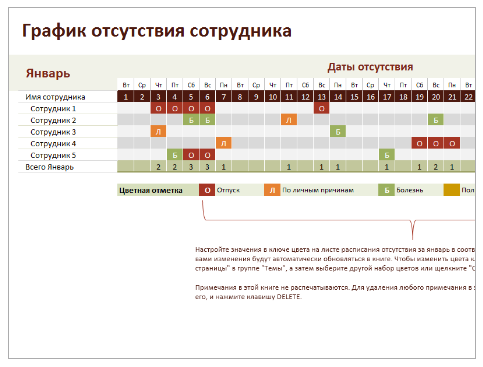 График отсутствия сотрудника
Январь
Даты отсутствия
Вт Ср Чт Пт Сб Вс Пн Вт Ср Чт Пт Сб Вс Пн Вт Ср Чт Пт Сб Вс Пн Вт
Имя сотрудника 1 2 3 4 5 6 7 8 9 10 11 12 13 14 15 16 17 18 19 20 21 22
Сотрудник 1 О О О О О
Сотрудник 2 Б Б Л Б
Сотрудник 3 Л Б
Сотрудник 4 Л О О О
Сотрудник 5 Б О О Б
Всего Январь 2 2 3 3 1 1 1 1 1 1 2 1
Цветная отметка О Отпуск Л По личным причинам Б болезнь Пол
Настройте значения в ключе цвета на листе расписания отсутствия за январь в соотв
вами изменения будут автоматически обновляться в книге. Чтобы изменить цвета к
страницы" в группе "Темы", а затем выберите другой набор цветов или щелкните "С
Примечания в этой книге не распечатываются. Для удаления любого примечания в э
его, и нажмите клавишу DELETE.